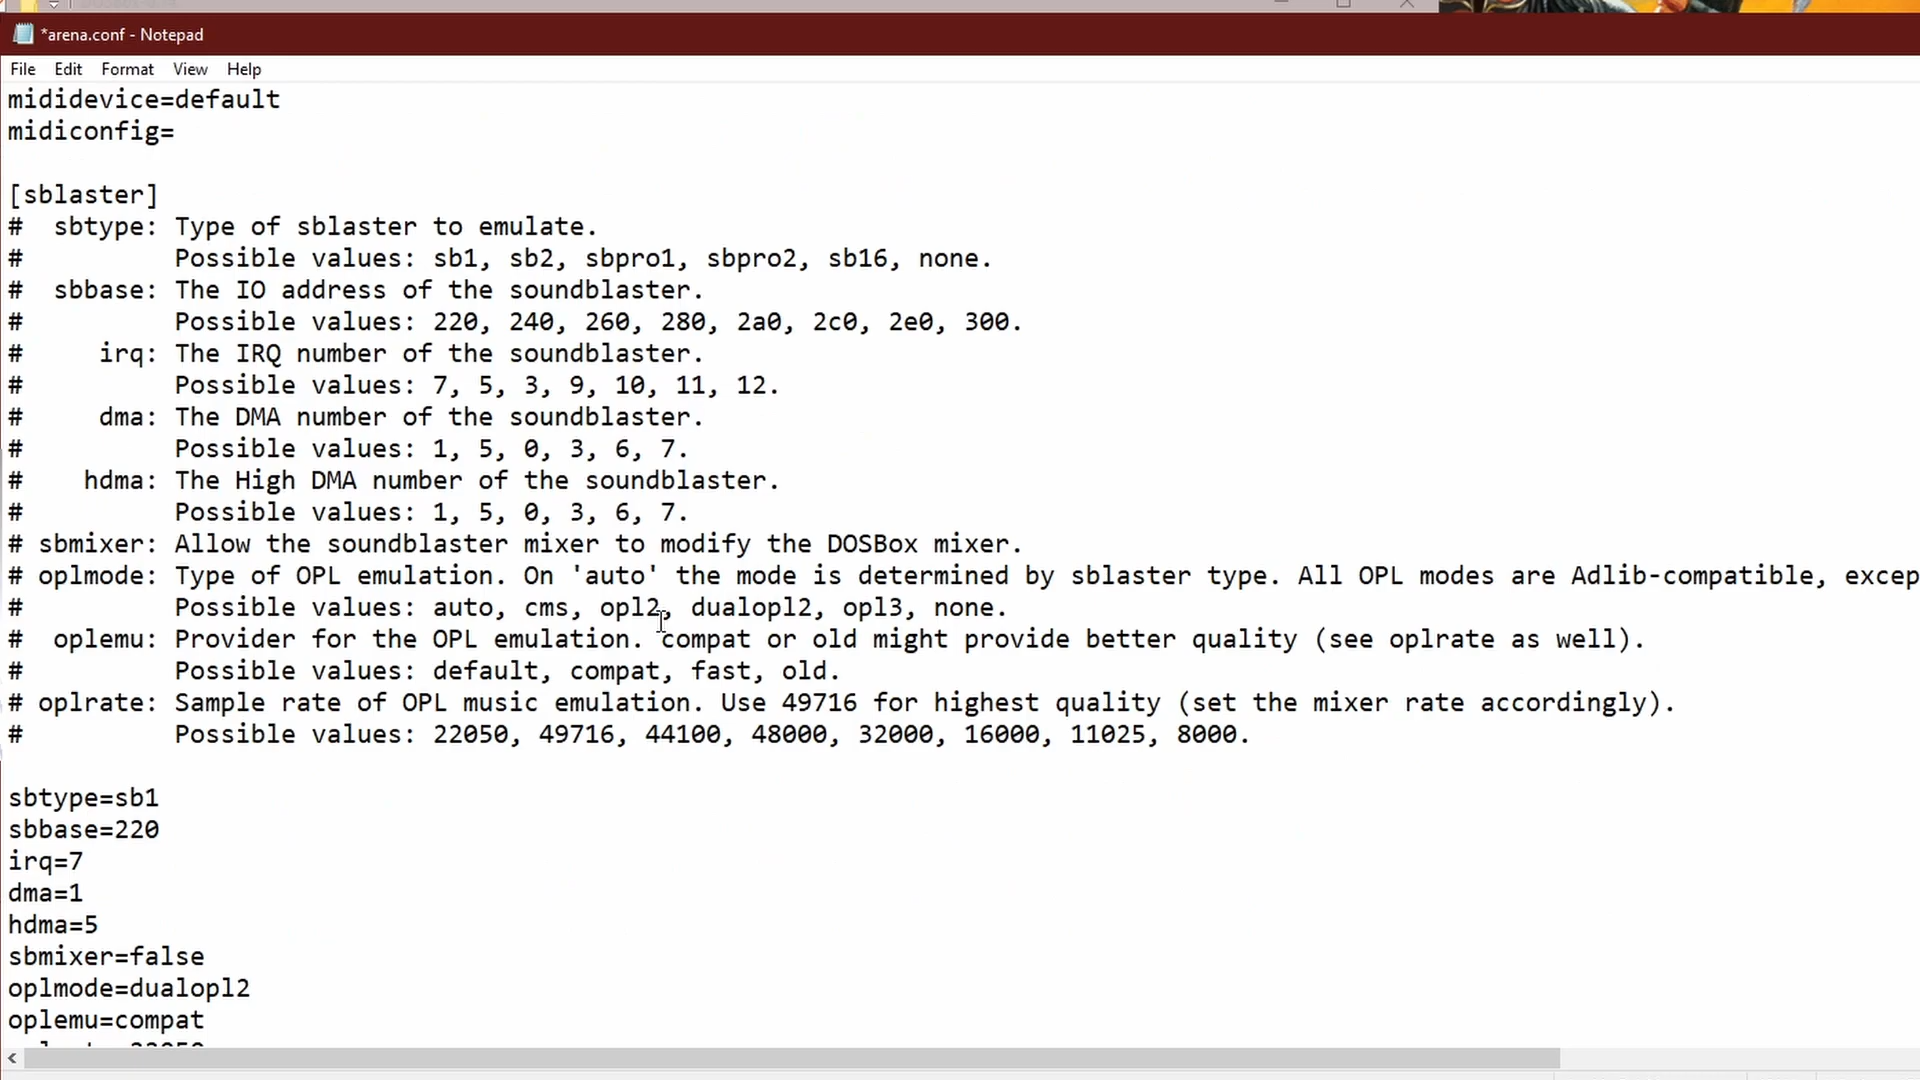 *arena.conf - Notepad
File Edit Format View Help
mididevice=default
midiconfig=
[sblaster]
#  sbtype: Type of sblaster to emulate.
#          Possible values: sb1, sb2, sbpro1, sbpro2, sb16, none.
#  sbbase: The IO address of the soundblaster.
#          Possible values: 220, 240, 260, 280, 2a0, 2c0, 2e0, 300.
#     irq: The IRQ number of the soundblaster.
#          Possible values: 7, 5, 3, 9, 10, 11, 12.
#     dma: The DMA number of the soundblaster.
#          Possible values: 1, 5, 0, 3, 6, 7.
#    hdma: The High DMA number of the soundblaster.
#          Possible values: 1, 5, 0, 3, 6, 7.
# sbmixer: Allow the soundblaster mixer to modify the DOSBox mixer.
# oplmode: Type of OPL emulation. On 'auto' the mode is determined by sblaster type. All OPL modes are Adlib-compatible, excep
#          Possible values: auto, cms, opl2, dualopl2, opl3, none.
#  oplemu: Provider for the OPL emulation. compat or old might provide better quality (see oplrate as well).
#          Possible values: default, compat, fast, old.
# oplrate: Sample rate of OPL music emulation. Use 49716 for highest quality (set the mixer rate accordingly).
#          Possible values: 22050, 49716, 44100, 48000, 32000, 16000, 11025, 8000.
sbtype=sb1
sbbase=220
irq=7
dma=1
hdma=5
sbmixer=false
oplmode=dualopl2
oplemu=compat